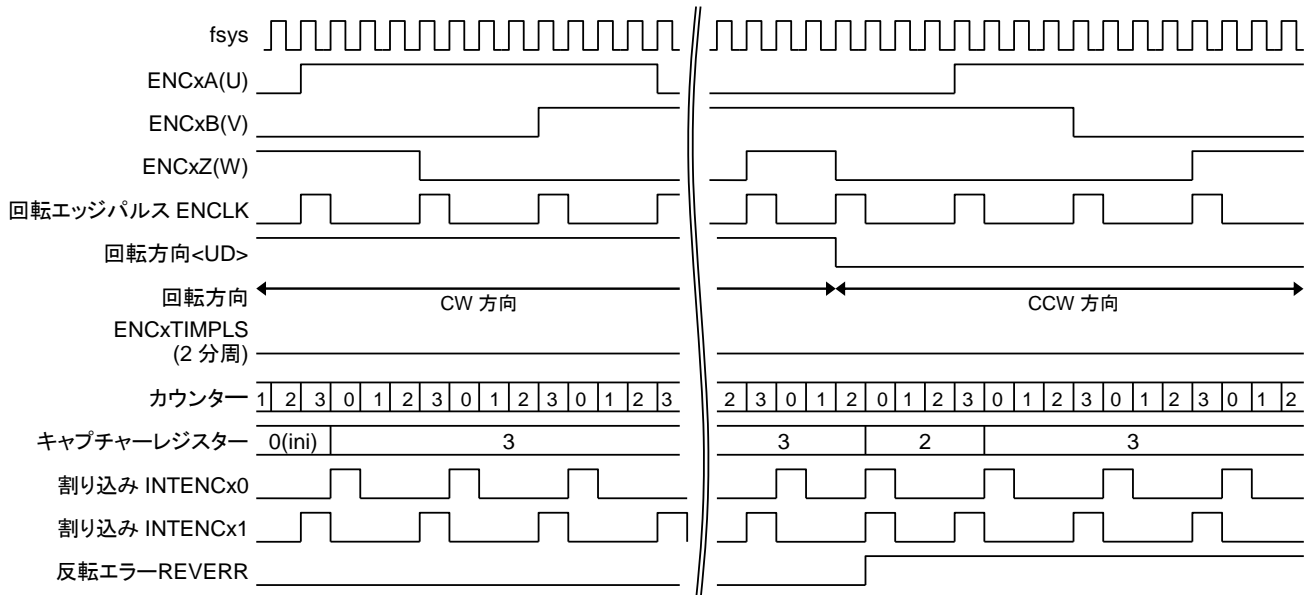 fsys
ENCxA(U)
ENCxB(V)
ENCxZ(W)
回転エッジパルス ENCLK
回転方向<UD>
回転方向 CW 方向 CCW 方向
ENCxTIMPLS
(2 分周)
カウンター 1 2 3 0 1 2 3 0 1 2 3 0 1 2 3 2 3 0 1 2 0 1 2 3 0 1 2 3 0 1 2 3 0 1 2
キャプチャーレジスター 0(ini) 3 3 2 3
割り込み INTENCx0
割り込み INTENCx1
反転エラーREVERR